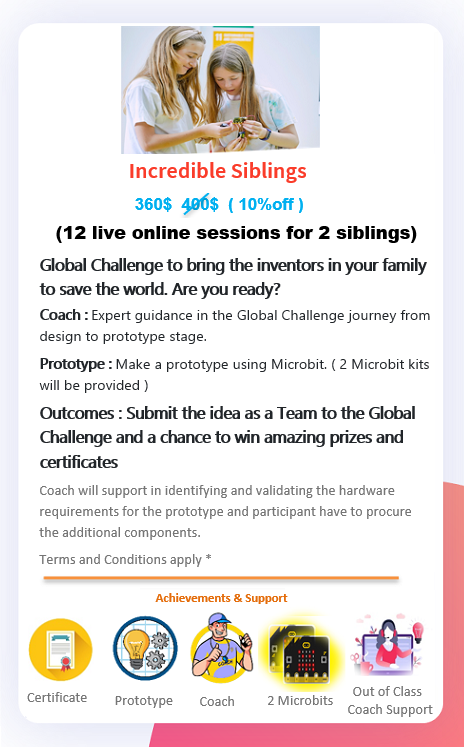 Incredible Siblings
360$ 400$ ( 10%off )
(12 live online sessions for 2 siblings)
Global Challenge to bring the inventors in your family
to save the world. Are you ready?
Coach : Expert guidance in the Global Challenge journey from
design to prototype stage.
Prototype : Make a prototype using Microbit. ( 2 Microbit kits
will be provided )
Outcomes : Submit the idea as a Team to the Global
Challenge and a chance to win amazing prizes and
certificates
Coach will support in identifying and validating the hardware
requirements for the prototype and participant have to procure
the additional components.
Terms and Conditions apply *
Achievements & Support
Certificate
Prototype
Coach
2 Microbits
Out of Class
Coach Support